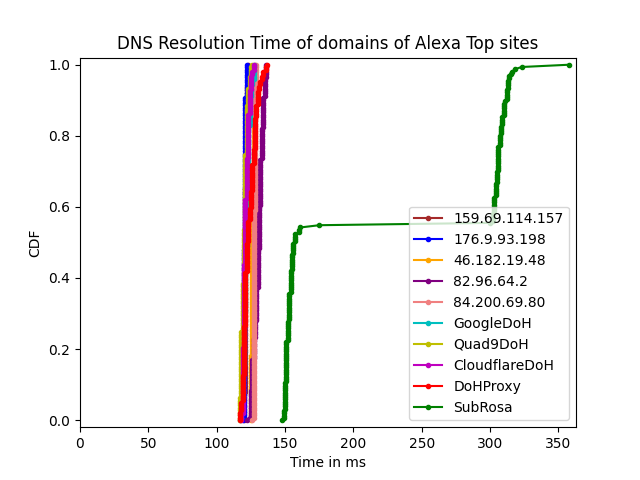 DNS Resolution Time of domains of Alexa Top sites
CDF
1.0
0.8
0.6
0.4
0.2
0.0
159.69.114.157
176.9.93.198
46.182.19.48
82.96.64.2
84.200.69.80
GoogleDoH
Quad9DoH
CloudflareDoH
DoHProxy
SubRosa
0 50 100 150 200 250 300 350
Time in ms